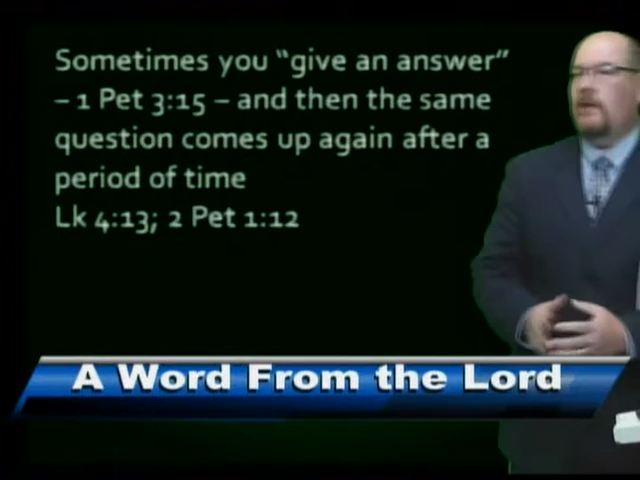 Sometimes you “give an answer”
– 1 Pet 3:15 – and then the same
question comes up again after a
period of time
Lk 4:13; 2 Pet 1:12
A Word From the Lord